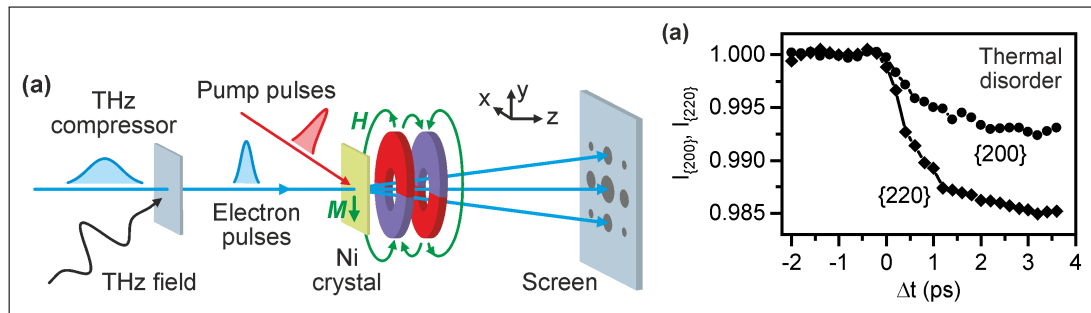 (a)
THz
compressor
Pump pulses
H
x
y
z
M
Electron
pulses
THz field
Ni
crystal
Screen
(a)
I{200}, I{220}
1.000
0.995
0.990
0.985
Thermal
disorder
{200}
{220}
-2 -1 0 1 2 3 4
Δt (ps)